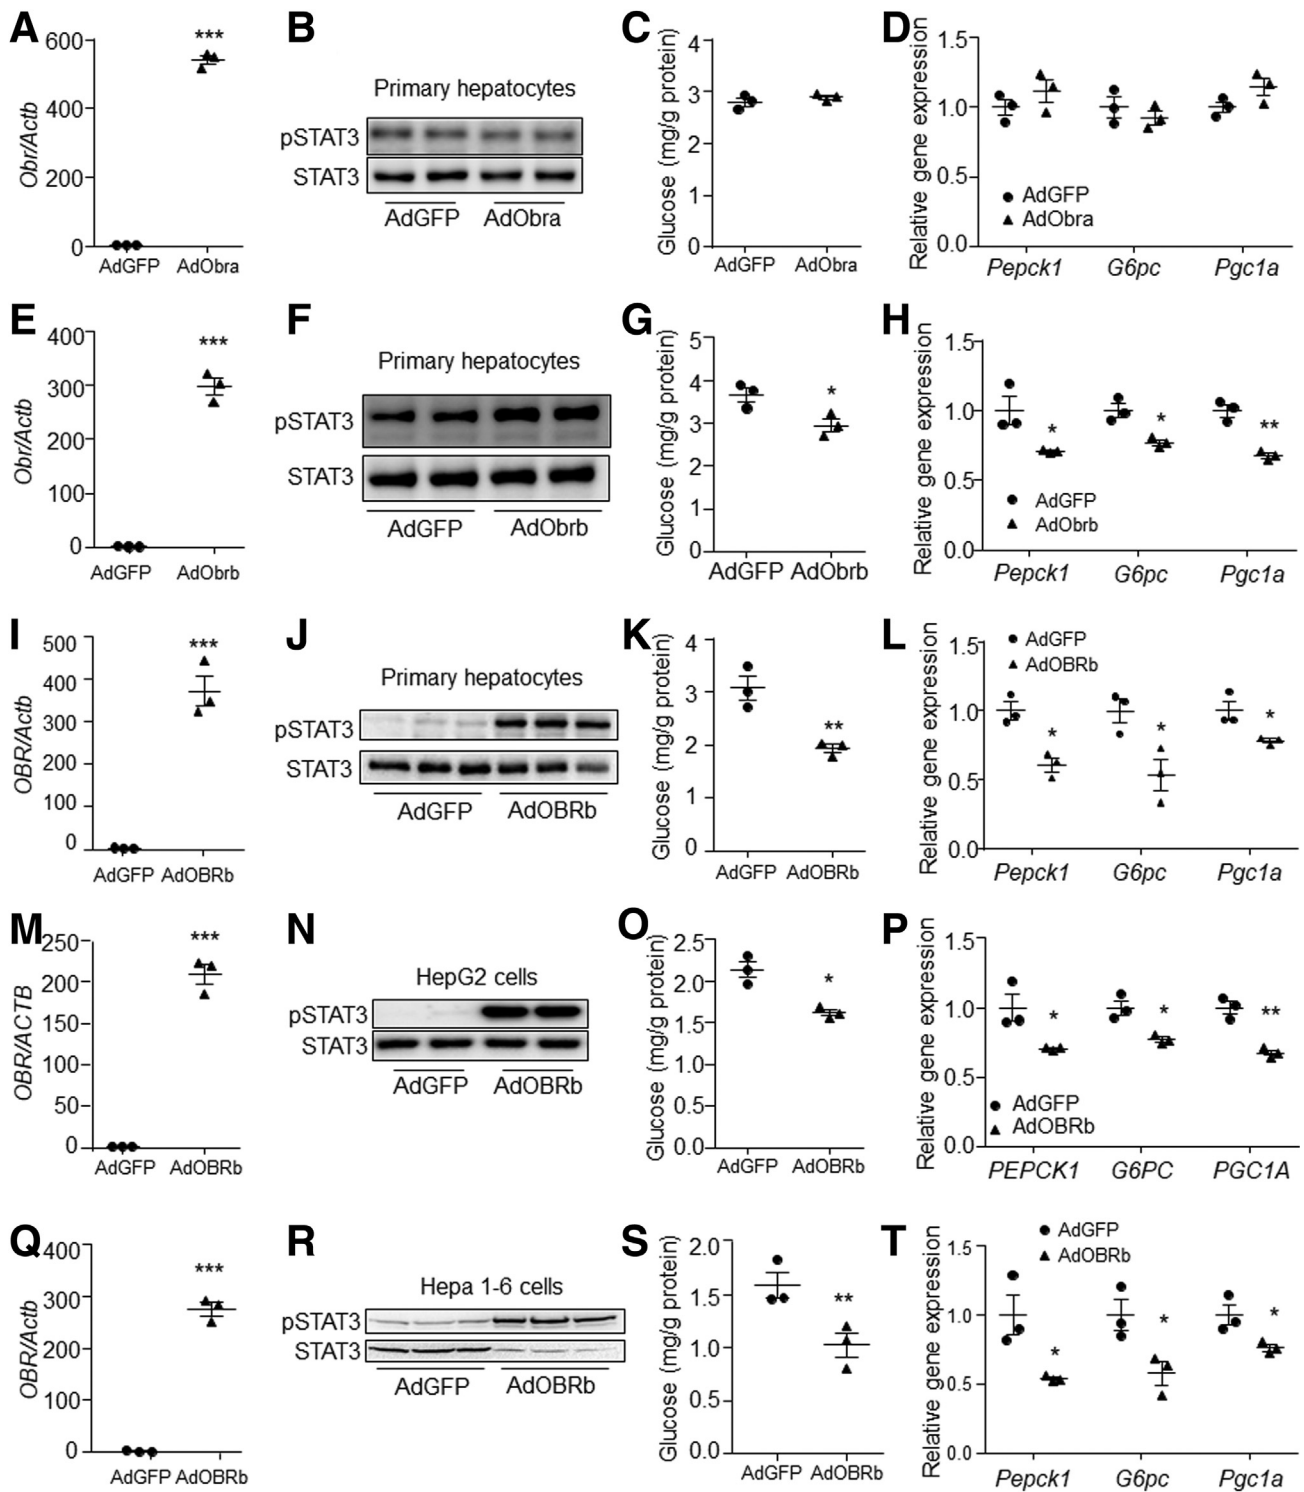 A
600
400
200
0
Obr/Actb
***
AdGFP AdObra
B
Primary hepatocytes
pSTAT3
STAT3
AdGFP AdObra
C
Glucose (mg/g protein)
4
3
2
1
0
AdGFP AdObra
D
Relative gene expression
1.5
1.0
0.5
0.0
AdGFP
AdObra
Pepck1 G6pc Pgc1a
E
400
300
200
100
0
Obr/Actb
***
AdGFP AdObrb
F
Primary hepatocytes
pSTAT3
STAT3
AdGFP AdObrb
G
Glucose (mg/g protein)
5
4
3
2
1
0
*
AdGFP AdObrb
H
Relative gene expression
1.5
1.0
0.5
0.0
* * **
AdGFP
AdObrb
Pepck1 G6pc Pgc1a
I
500
400
300
200
100
0
OBR/Actb
***
AdGFP AdOBRb
J
Primary hepatocytes
pSTAT3
STAT3
AdGFP AdOBRb
K
Glucose (mg/g protein)
4
3
2
1
0
**
AdGFP AdOBRb
L
Relative gene expression
1.5
1.0
0.5
0.0
AdGFP
AdOBRb
* * *
Pepck1 G6pc Pgc1a
M
250
200
150
100
50
0
OBR/ACTB
***
AdGFP AdOBRb
N
HepG2 cells
pSTAT3
STAT3
AdGFP AdOBRb
O
Glucose (mg/g protein)
2.5
2.0
1.5
1.0
0.5
0.0
*
AdGFP AdOBRb
P
Relative gene expression
1.5
1.0
0.5
0.0
* * **
AdGFP
AdOBRb
PEPCK1 G6PC PGC1A
Q
400
300
200
100
0
OBR/Actb
***
AdGFP AdOBRb
R
Hepa 1-6 cells
pSTAT3
STAT3
AdGFP AdOBRb
S
Glucose (mg/g protein)
2.0
1.5
1.0
0.5
0.0
**
AdGFP AdOBRb
T
Relative gene expression
1.5
1.0
0.5
0.0
AdGFP
AdOBRb
* * *
Pepck1 G6pc Pgc1a